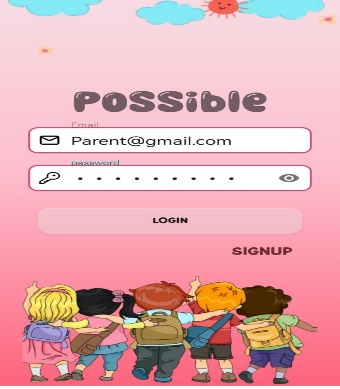 POSSible
Email
Parent@gmail.com
password
• • • • • • • • •
LOGIN
SIGNUP